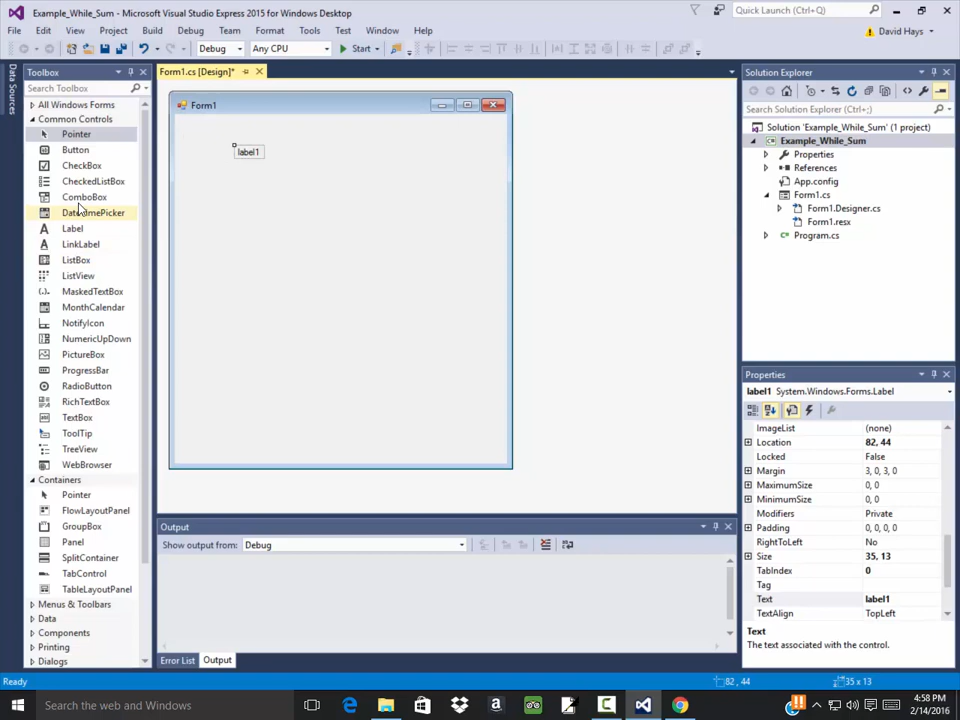 Example_While_Sum - Microsoft Visual Studio Express 2015 for Windows Desktop
Quick Launch (Ctrl+Q)
File Edit View Project Build Debug Team Format Tools Test Window Help
David Hays
Debug Any CPU Start
Data Sources
Toolbox
Search Toolbox
All Windows Forms
Common Controls
Pointer
Button
CheckBox
CheckedListBox
ComboBox
DateTimePicker
Label
LinkLabel
ListBox
ListView
MaskedTextBox
MonthCalendar
NotifyIcon
NumericUpDown
PictureBox
ProgressBar
RadioButton
RichTextBox
TextBox
ToolTip
TreeView
WebBrowser
Containers
Pointer
FlowLayoutPanel
GroupBox
Panel
SplitContainer
TabControl
TableLayoutPanel
Menus & Toolbars
Data
Components
Printing
Dialogs
Form1.cs [Design]*
Form1
label1
Output
Show output from: Debug
Error List Output
Solution Explorer
Search Solution Explorer (Ctrl+;)
Solution 'Example_While_Sum' (1 project)
Example_While_Sum
Properties
References
App.config
Form1.cs
Form1.Designer.cs
Form1.resx
Program.cs
Properties
label1 System.Windows.Forms.Label
ImageList (none)
Location 82, 44
Locked False
Margin 3, 0, 3, 0
MaximumSize 0, 0
MinimumSize 0, 0
Modifiers Private
Padding 0, 0, 0, 0
RightToLeft No
Size 35, 13
TabIndex 0
Tag
Text label1
TextAlign TopLeft
Text
The text associated with the control.
Ready
82 , 44
35 x 13
Search the web and Windows
4:58 PM
2/14/2016